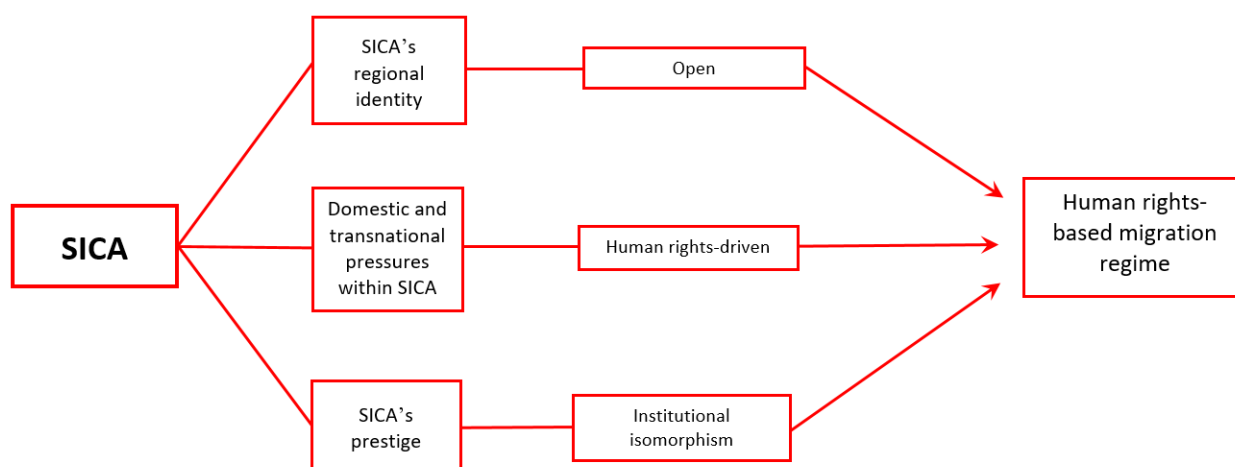 SICA
SICA’s
regional
identity
Open
Domestic and
transnational
pressures
within SICA
Human rights-driven
SICA’s
prestige
Institutional
isomorphism
Human rights-
based migration
regime